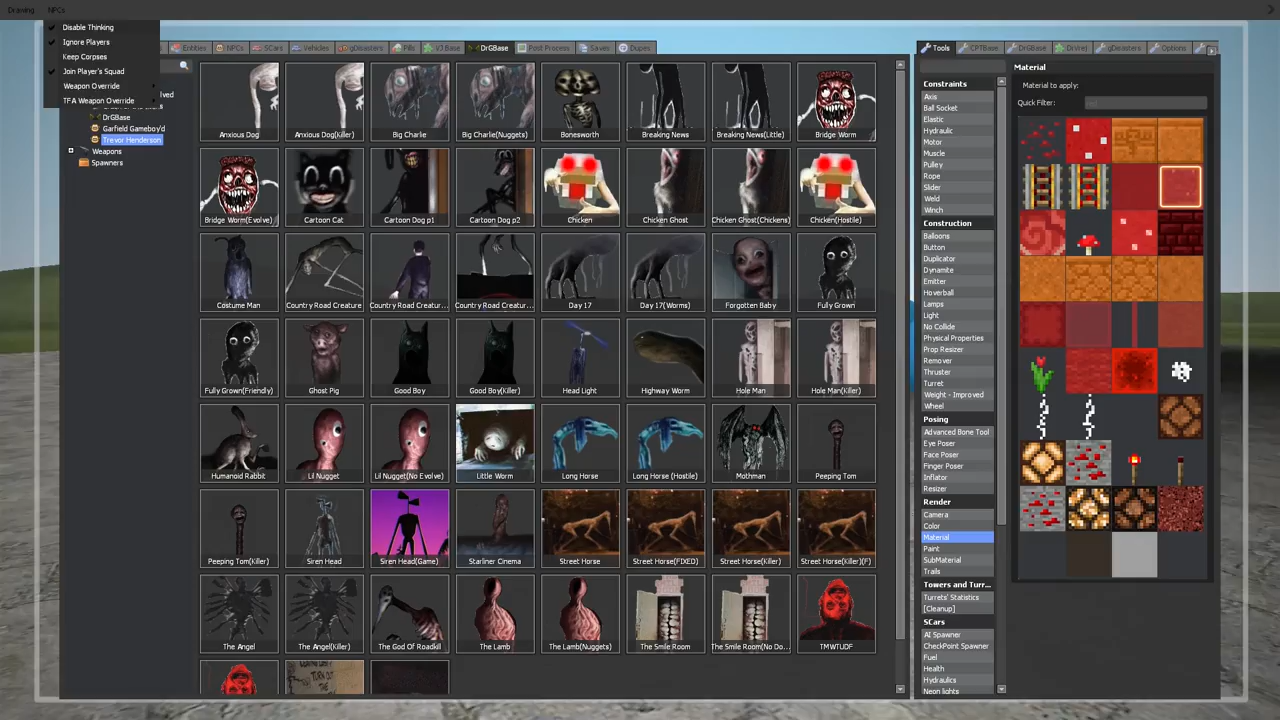 Drawing NPCs
Disable Thinking
Ignore Players
Keep Corpses
Join Player's Squad
Weapon Override
TFA Weapon Override
Entities NPCs SCars Vehicles gDisasters Pills VJ Base DrGBase Post Process Saves Dupes
DrGBase
Garfield Gameboy'd
Trevor Henderson
Weapons
Spawners
Anxious Dog Anxious Dog(Killer) Big Charlie Big Charlie(Nuggets) Bonesworth Breaking News Breaking News(Little) Bridge Worm
Bridge Worm(Evolve) Cartoon Cat Cartoon Dog p1 Cartoon Dog p2 Chicken Chicken Ghost Chicken Ghost(Chickens) Chicken(Hostile)
Costume Man Country Road Creature Country Road Creatur... Country Road Creatur... Day 17 Day 17(Worms) Forgotten Baby Fully Grown
Fully Grown(Friendly) Ghost Pig Good Boy Good Boy(Killer) Head Light Highway Worm Hole Man Hole Man(Killer)
Humanoid Rabbit Lil Nugget Lil Nugget(No Evolve) Little Worm Long Horse Long Horse (Hostile) Mothman Peeping Tom
Peeping Tom(Killer) Siren Head Siren Head(Game) Starliner Cinema Street Horse Street Horse(FIXED) Street Horse(Killer) Street Horse(Killer)(F)
The Angel The Angel(Killer) The God Of Roadkill The Lamb The Lamb(Nuggets) The Smile Room The Smile Room(No Do... TMWTUDF
Tools CPTBase DrGBase Divrej gDisasters Options
Constraints
Axis
Ball Socket
Elastic
Hydraulic
Motor
Muscle
Pulley
Rope
Slider
Weld
Winch
Construction
Balloons
Button
Duplicator
Dynamite
Emitter
Hoverball
Lamps
Light
No Collide
Physical Properties
Prop Resizer
Remover
Thruster
Turret
Weight - Improved
Wheel
Posing
Advanced Bone Tool
Eye Poser
Face Poser
Finger Poser
Inflator
Resizer
Render
Camera
Color
Material
Paint
SubMaterial
Trails
Towers and Turr...
Turrets' Statistics
[Cleanup]
SCars
AI Spawner
CheckPoint Spawner
Fuel
Health
Hydraulics
Neon lights
Material
Material to apply:
Quick Filter: red